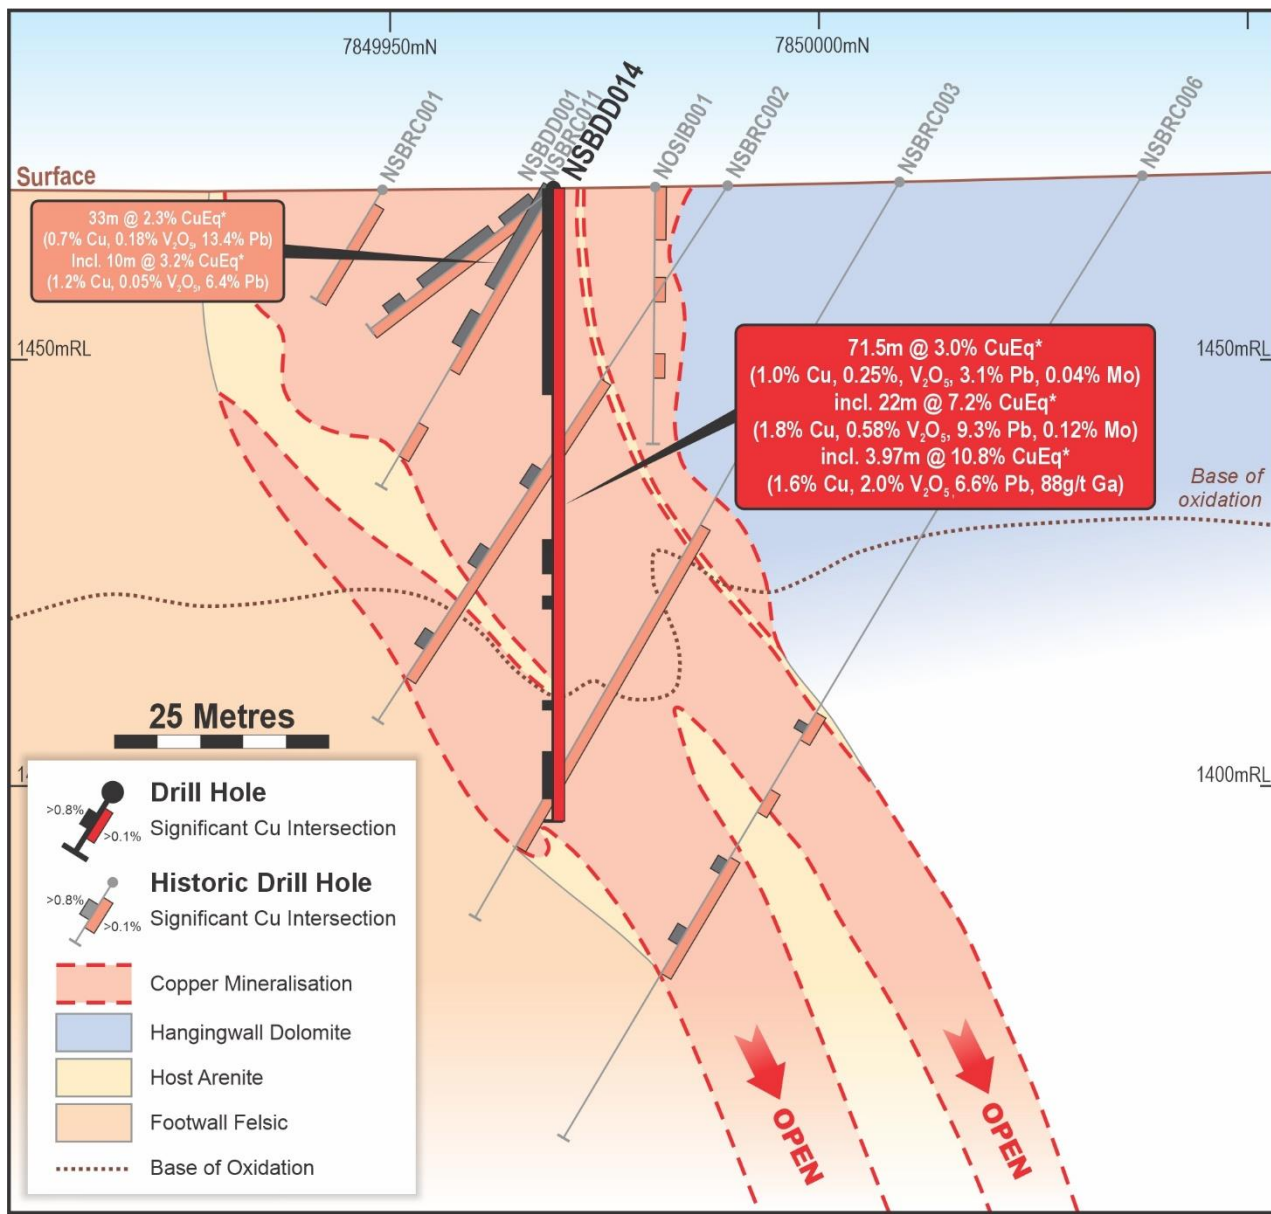 7849950mN
7850000mN
NSBRC001
NSBDD001
NSBRC011
NSBDD014
NOSIB001
NSBRC002
NSBRC003
NSBRC006
Surface
33m @ 2.3% CuEq*
(0.7% Cu, 0.18% V₂O₅, 13.4% Pb)
Incl. 10m @ 3.2% CuEq*
(1.2% Cu, 0.05% V₂O₅, 6.4% Pb)
1450mRL
1450mRL
71.5m @ 3.0% CuEq*
(1.0% Cu, 0.25%, V₂O₅, 3.1% Pb, 0.04% Mo)
incl. 22m @ 7.2% CuEq*
(1.8% Cu, 0.58% V₂O₅, 9.3% Pb, 0.12% Mo)
incl. 3.97m @ 10.8% CuEq*
(1.6% Cu, 2.0% V₂O₅, 6.6% Pb, 88g/t Ga)
Base of
oxidation
25 Metres
1400mRL
Drill Hole
>0.8%
>0.1%
Significant Cu Intersection
Historic Drill Hole
>0.8%
>0.1%
Significant Cu Intersection
Copper Mineralisation
Hangingwall Dolomite
Host Arenite
Footwall Felsic
Base of Oxidation
OPEN
OPEN